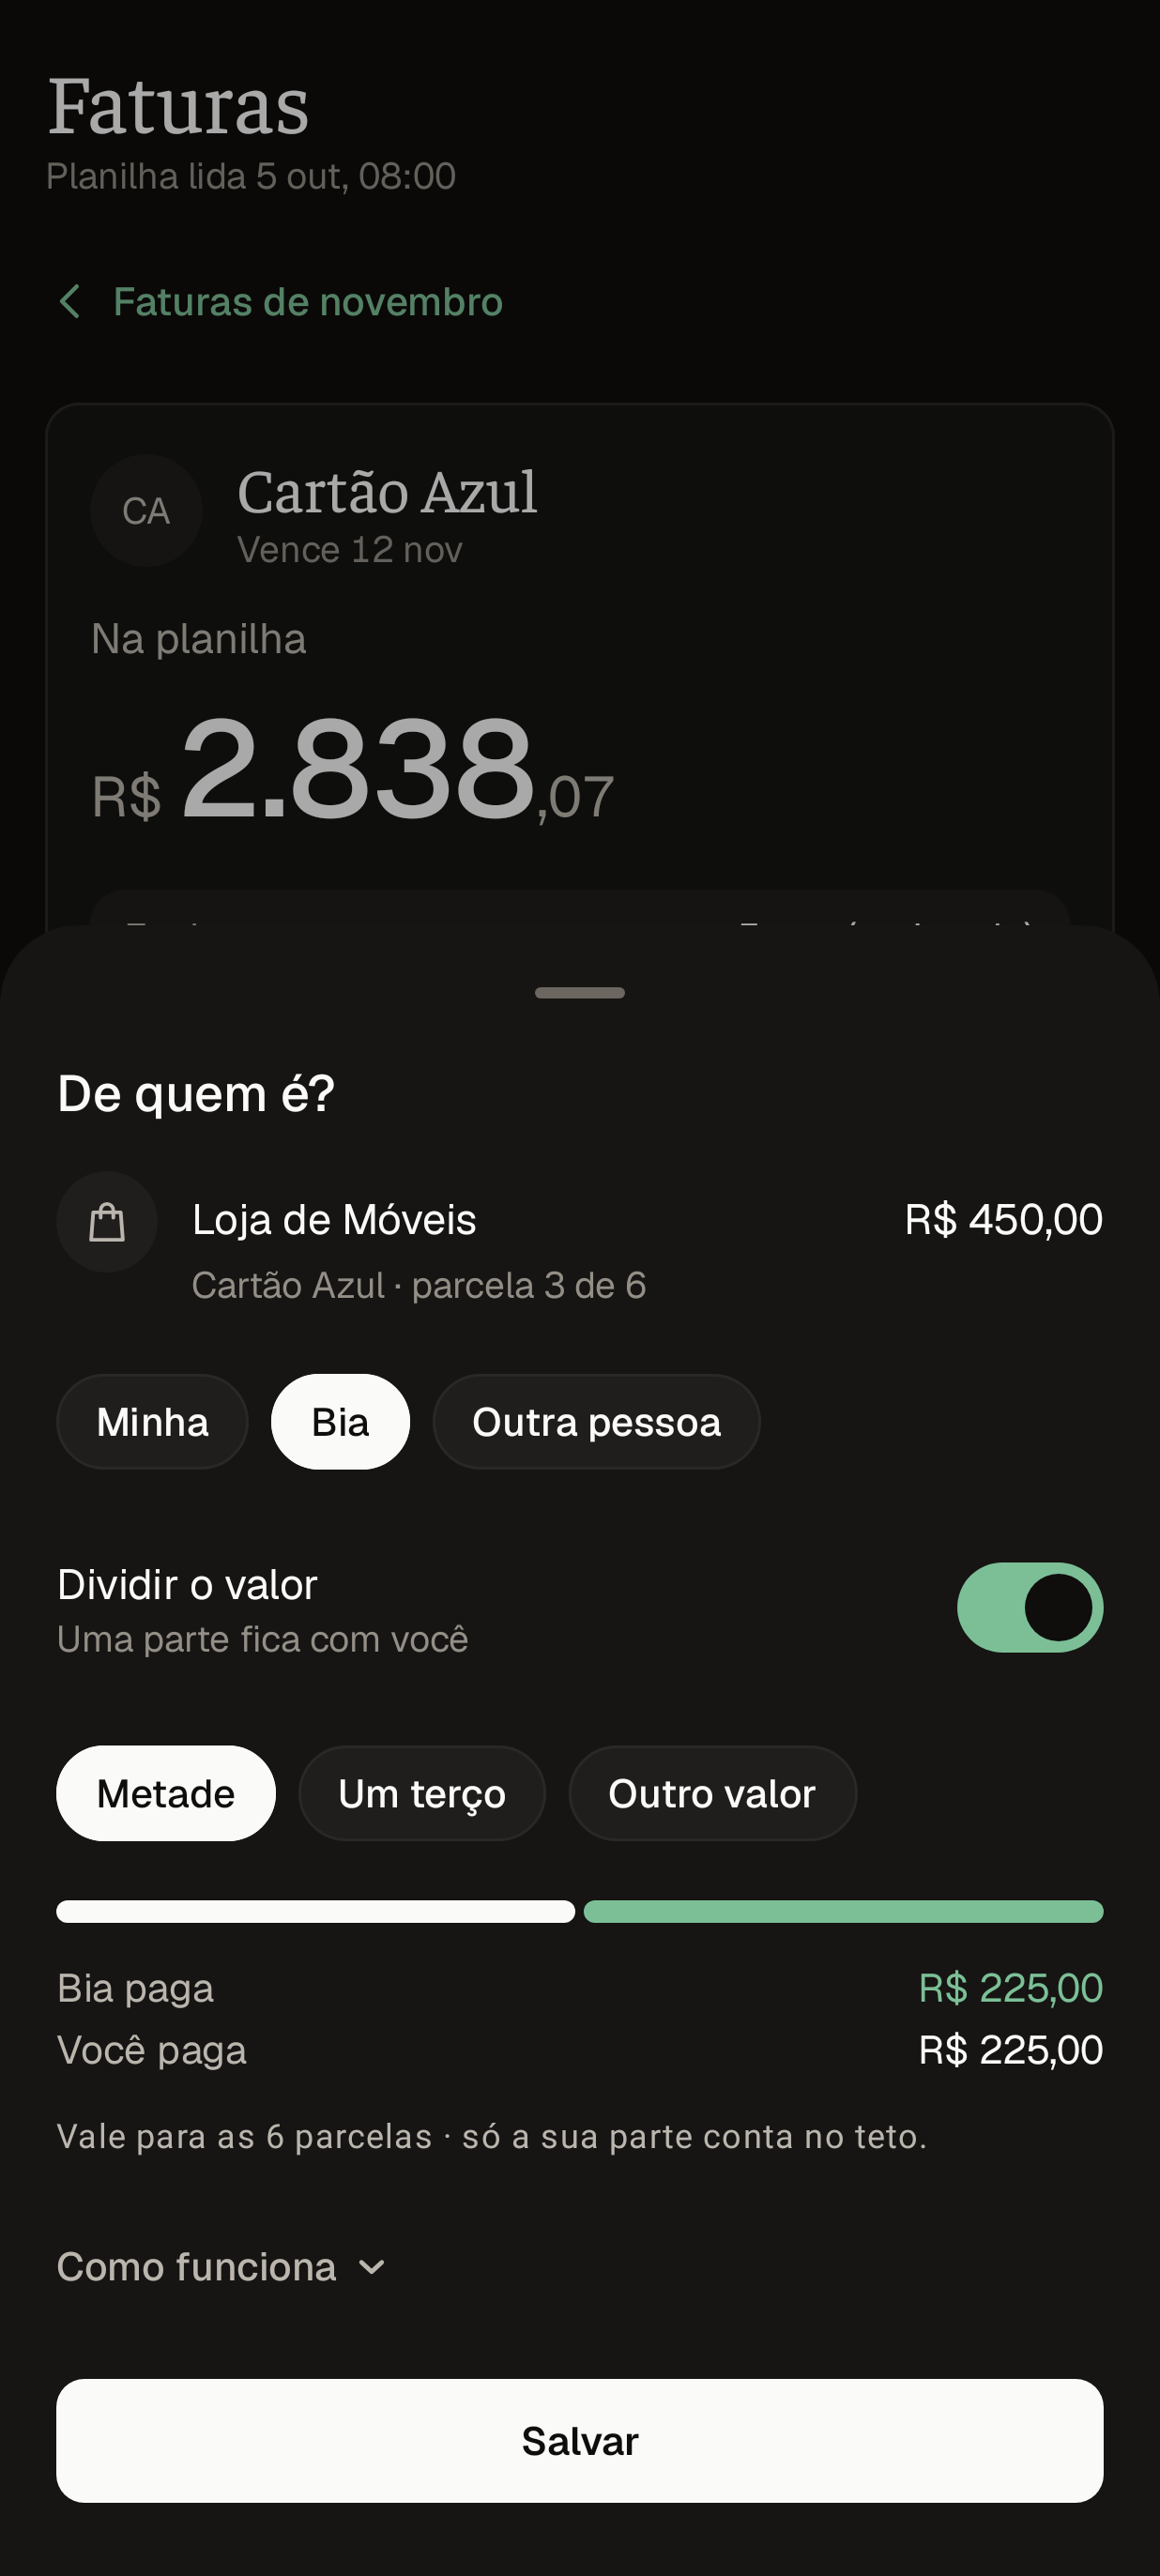 Faturas
Planilha lida 5 out, 08:00
Faturas de novembro
CA
Cartão Azul
Vence 12 nov
Na planilha
R$ 2.838,07
De quem é?
Loja de Móveis
R$ 450,00
Cartão Azul · parcela 3 de 6
Minha
Bia
Outra pessoa
Dividir o valor
Uma parte fica com você
Metade
Um terço
Outro valor
Bia paga
R$ 225,00
Você paga
R$ 225,00
Vale para as 6 parcelas · só a sua parte conta no teto.
Como funciona
Salvar